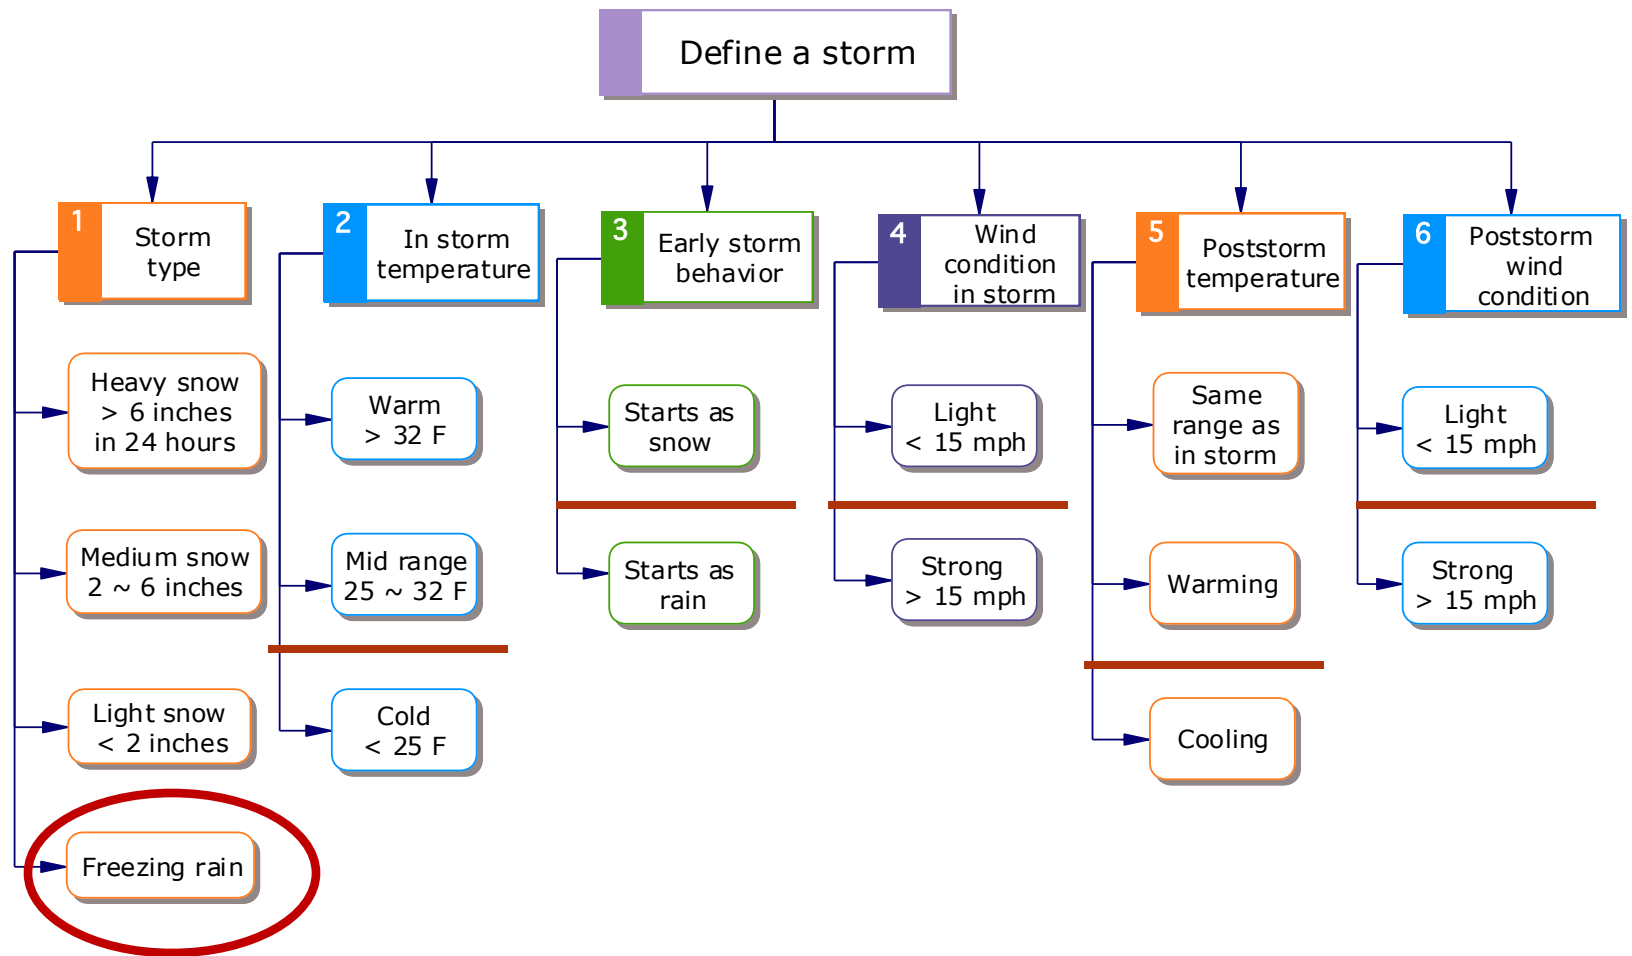 Define a storm
1
Storm
type
Heavy snow
> 6 inches
in 24 hours
Medium snow
2 ~ 6 inches
Light snow
< 2 inches
Freezing rain
2
In storm
temperature
Warm
> 32 F
Mid range
25 ~ 32 F
Cold
< 25 F
3
Early storm
behavior
Starts as
snow
Starts as
rain
4
Wind
condition
in storm
Light
< 15 mph
Strong
> 15 mph
5
Poststorm
temperature
Same
range as
in storm
Warming
Cooling
6
Poststorm
wind
condition
Light
< 15 mph
Strong
> 15 mph